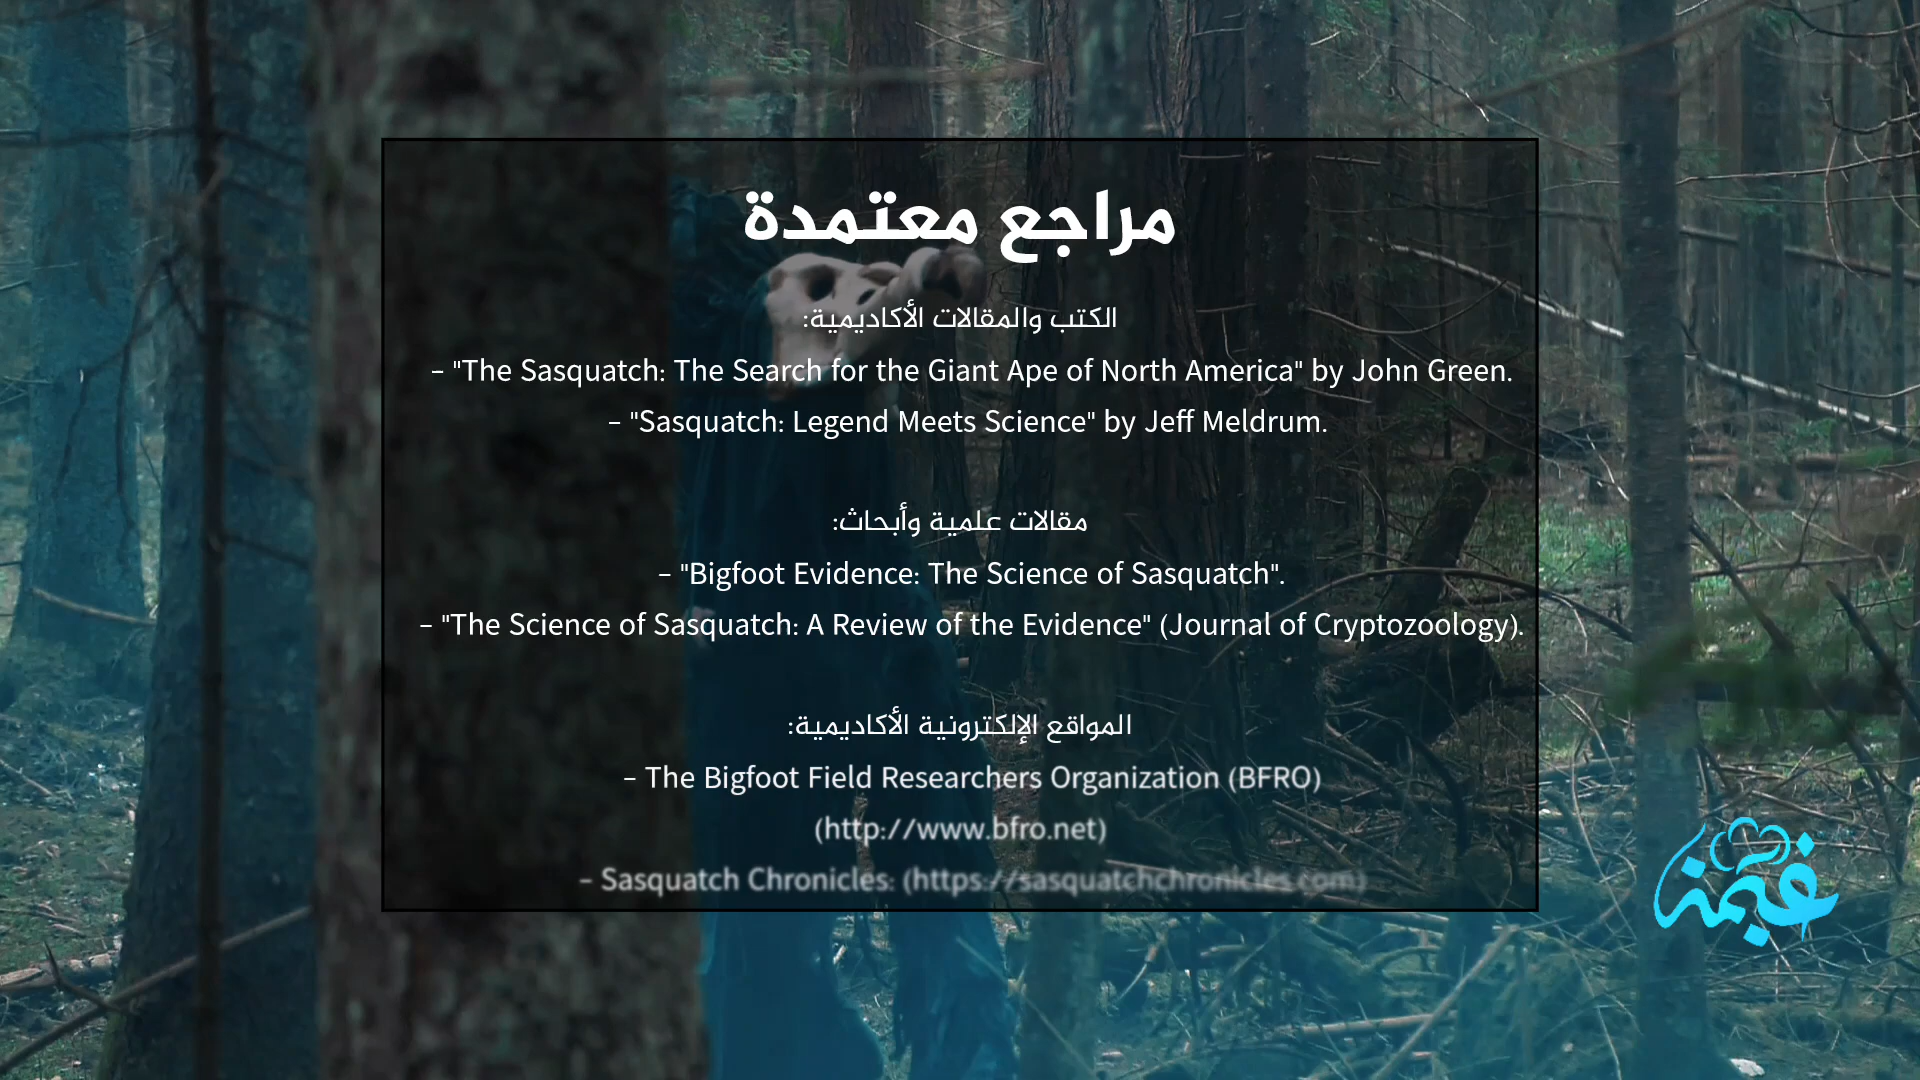 مراجع معتمدة
الكتب والمقالات الأكاديمية:
– "The Sasquatch: The Search for the Giant Ape of North America" by John Green.
– "Sasquatch: Legend Meets Science" by Jeff Meldrum.
مقالات علمية وأبحاث:
– "Bigfoot Evidence: The Science of Sasquatch".
– "The Science of Sasquatch: A Review of the Evidence" (Journal of Cryptozoology).
المواقع الإلكترونية الأكاديمية:
– The Bigfoot Field Researchers Organization (BFRO)
(http://www.bfro.net)
– Sasquatch Chronicles: (https://sasquatchchronicles.com)